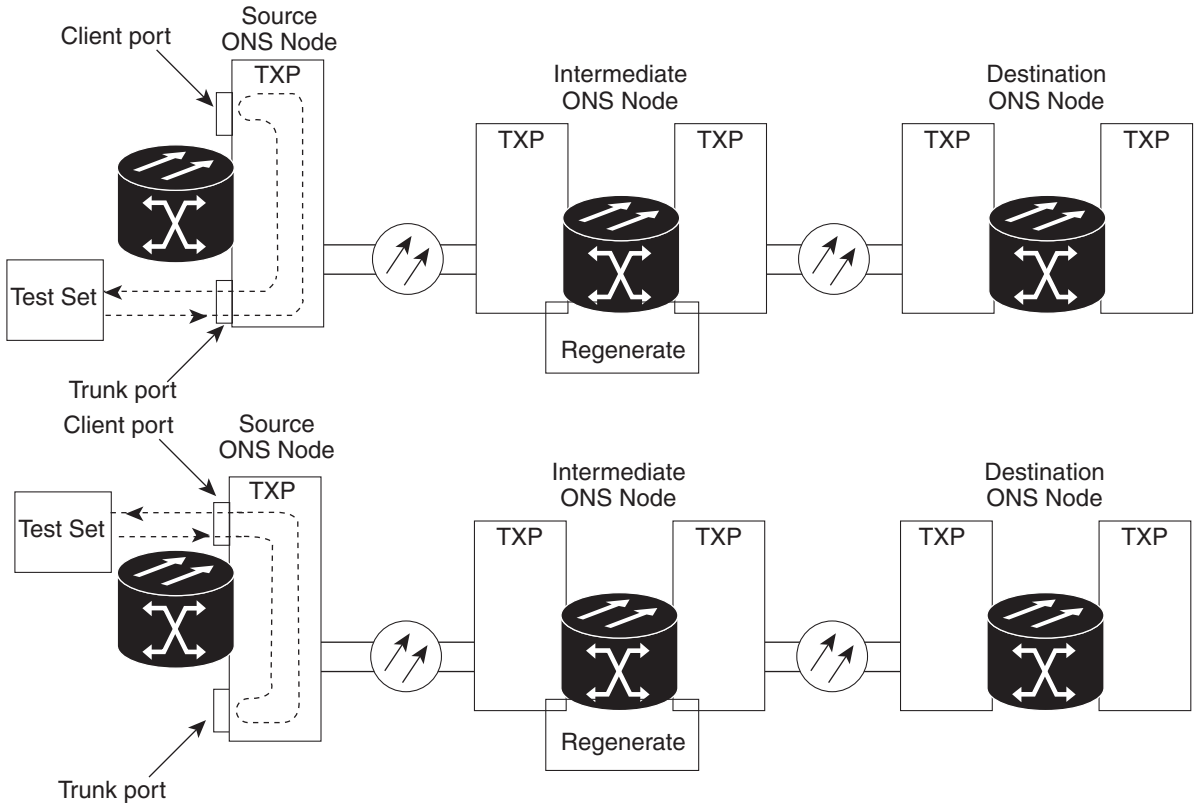 Source
ONS Node
Client port
TXP
Intermediate
ONS Node
Destination
ONS Node
TXP
TXP
TXP
TXP
Test Set
Regenerate
Trunk port
Client port
Source
ONS Node
TXP
Intermediate
ONS Node
Destination
ONS Node
Test Set
TXP
TXP
TXP
TXP
Regenerate
Trunk port